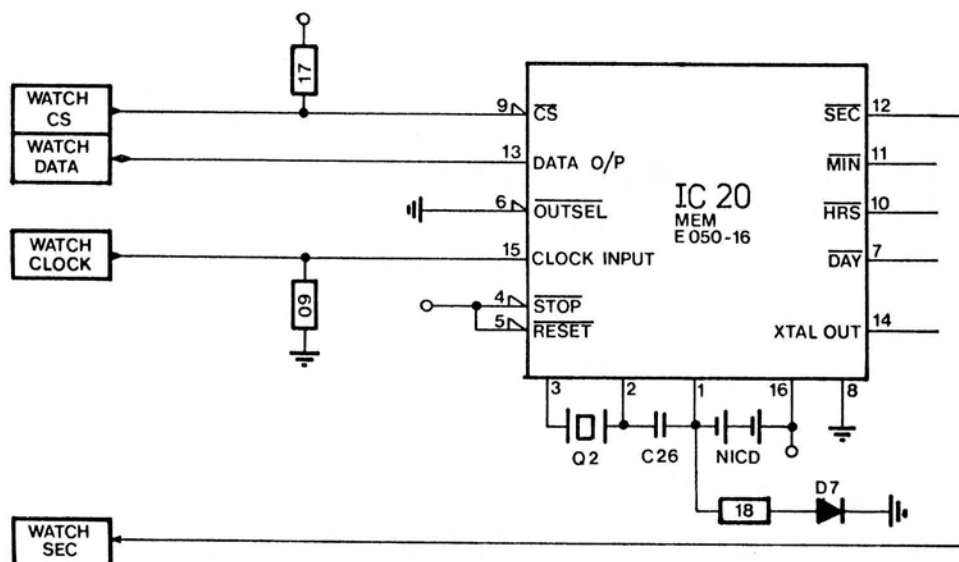 17
WATCH
CS
9
CS
SEC
12
WATCH
DATA
13
DATA O/P
MIN
11
6
OUTSEL
IC 20
MEM
E 050-16
HRS
10
WATCH
CLOCK
15
CLOCK INPUT
DAY
7
09
4
STOP
5
RESET
XTAL OUT
14
3
2
1
16
8
Q2
C26
NICD
18
D7
WATCH
SEC